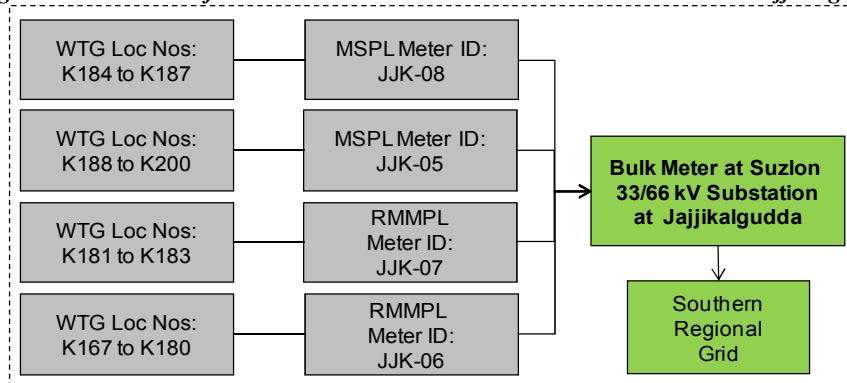 WTG Loc Nos:
K184 to K187
MSPL Meter ID:
JJK-08
WTG Loc Nos:
K188 to K200
MSPL Meter ID:
JJK-05
WTG Loc Nos:
K181 to K183
RMMPL
Meter ID:
JJK-07
WTG Loc Nos:
K167 to K180
RMMPL
Meter ID:
JJK-06
Bulk Meter at Suzlon
33/66 kV Substation
at Jajjikalgudda
Southern
Regional
Grid